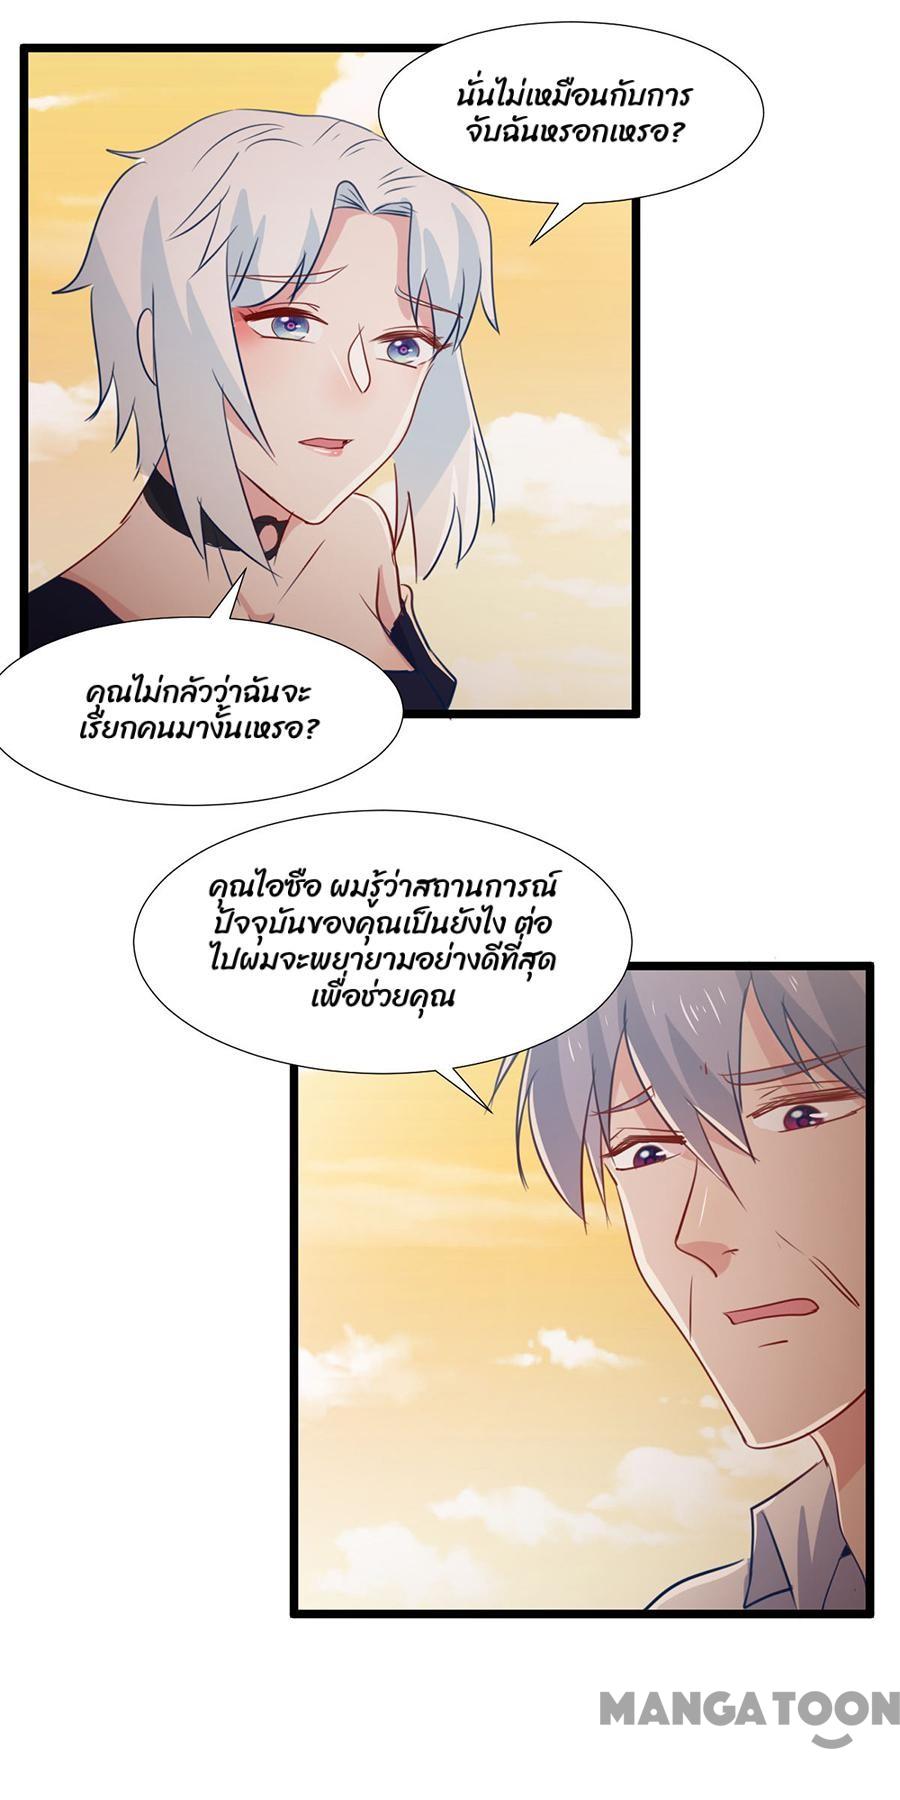 นั่นไม่เหมือนกับการ
จับฉันหรอกเหรอ?
คุณไม่กลัวว่าฉันจะ
เรียกคนมางั้นเหรอ?
คุณไอซือ ผมรู้ว่าสถานการณ์
ปัจจุบันของคุณเป็นยังไง ต่อ
ไปผมจะพยายามอย่างดีที่สุด
เพื่อช่วยคุณ
MANGATOON